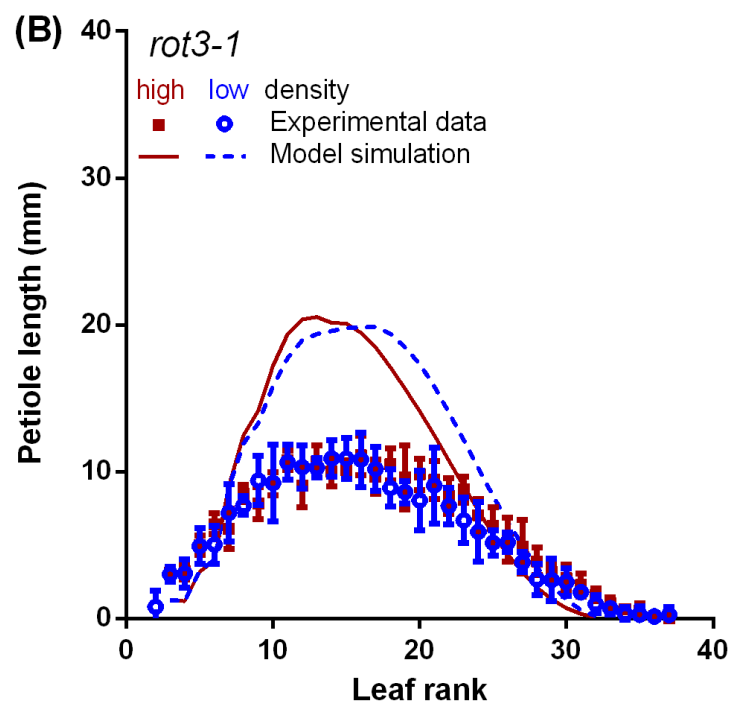 (B)
rot3-1
high low density
Experimental data
Model simulation
Petiole length (mm)
40
30
20
10
0
0 10 20 30 40
Leaf rank